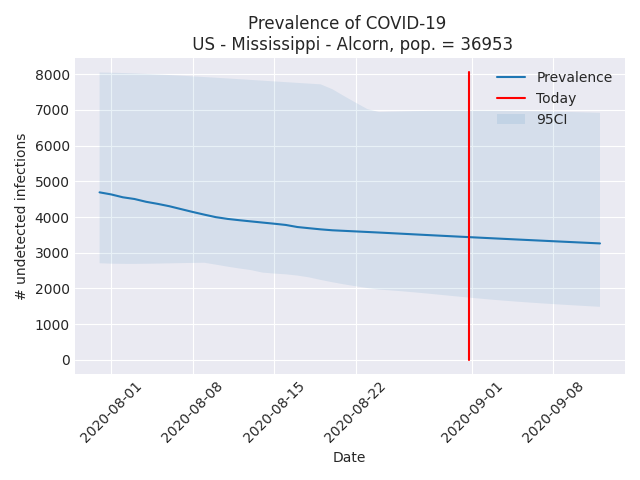 Prevalence of COVID-19
US - Mississippi - Alcorn, pop. = 36953
Prevalence
Today
95CI
# undetected infections
8000
7000
6000
5000
4000
3000
2000
1000
0
2020-08-01
2020-08-08
2020-08-15
2020-08-22
2020-09-01
2020-09-08
Date